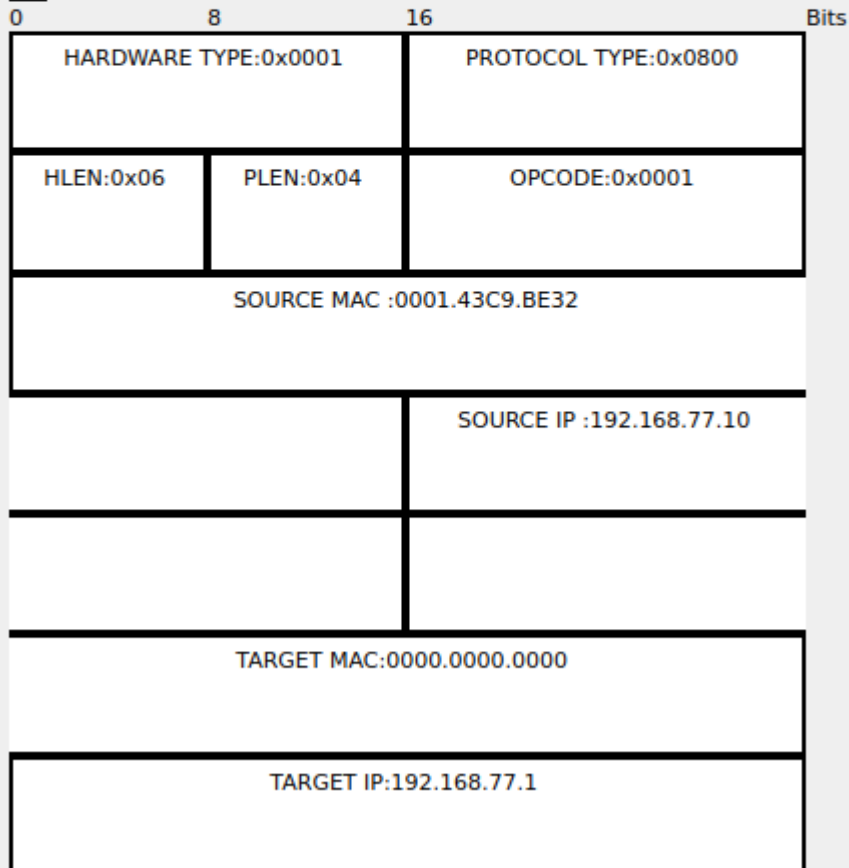 0 8 16 Bits
HARDWARE TYPE:0x0001 PROTOCOL TYPE:0x0800
HLEN:0x06 PLEN:0x04 OPCODE:0x0001
SOURCE MAC :0001.43C9.BE32
SOURCE IP :192.168.77.10
TARGET MAC:0000.0000.0000
TARGET IP:192.168.77.1